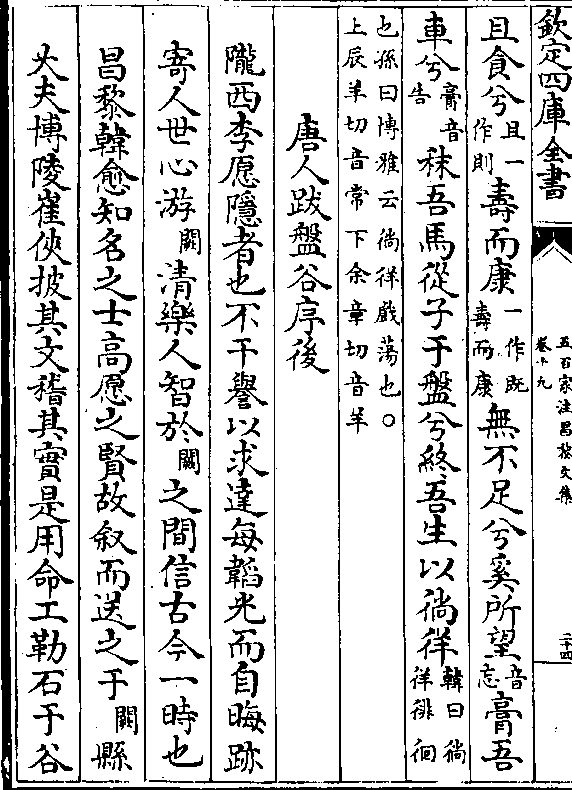 欽定四庫全書
五百家注昌黎文集 卷十九
二十四
且食兮且一作則壽而康一作既壽而康無不足兮奚所望音忘膏吾
車兮膏音告秣吾馬從子于盤兮終吾生以徜徉韓曰徜徉徘徊
也孫曰博雅云徜徉戲蕩也○
上辰羊切音常下余章切音羊
唐人跋盤谷序後
隴西李愿隱者也不干譽以求達每韜光而自晦跡
寄人世心游闕清樂人智於闕之間信古今一時也
昌黎韓愈知名之士高愿之賢故叙而送之于闕縣
大夫博陵崔俠披其文稽其實是用命工勒石于谷